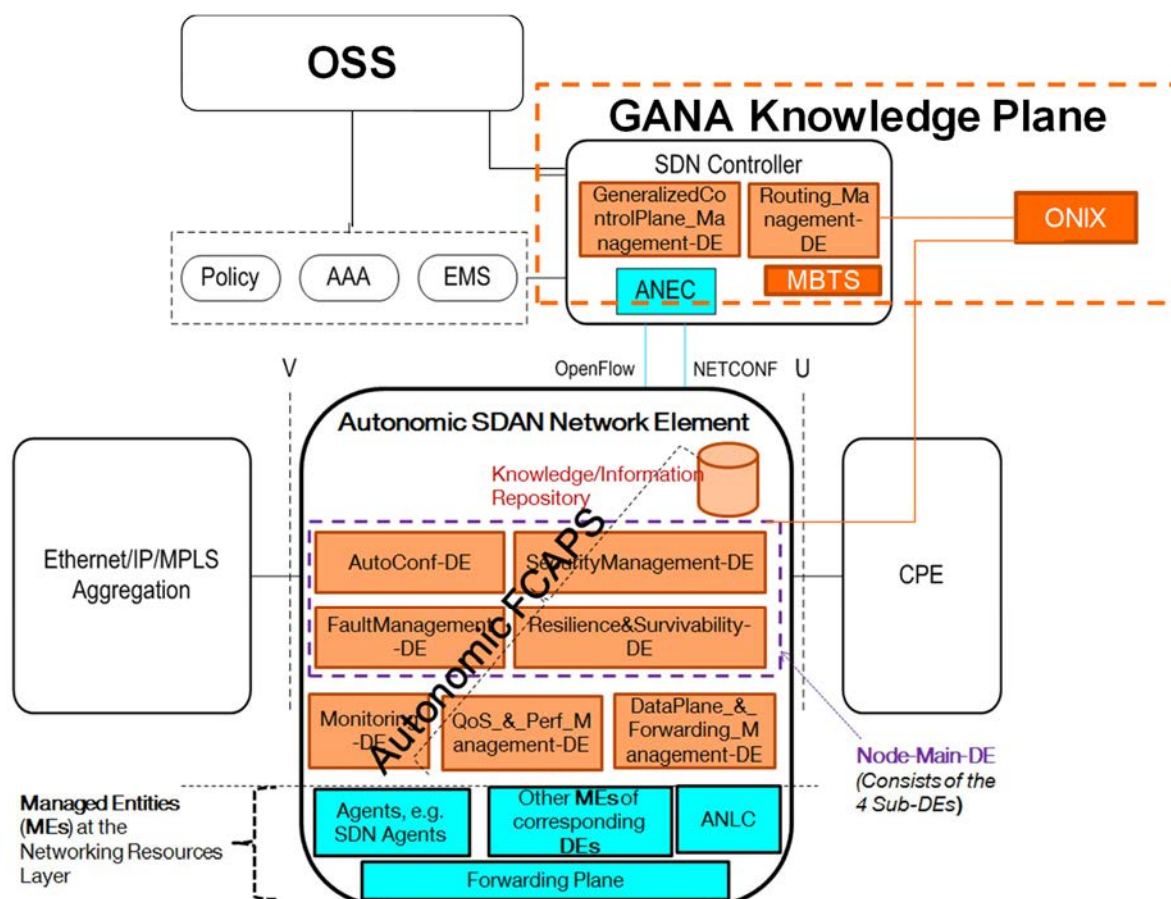 OSS
GANA Knowledge Plane
SDN Controller
GeneralizedCo
ntrolPlane_Ma
nagement-DE
Routing_Ma
nagement-
DE
ONIX
Policy
AAA
EMS
ANEC
MBTS
V
OpenFlow
NETCONF
U
Autonomic SDAN Network Element
Knowledge/Information
Repository
Ethernet/IP/MPLS
Aggregation
AutoConf-DE
SecurityManagement-DE
CPE
FaultManagement
-DE
Resilience&Survivability-
DE
Autonomic FCAPS
Monitoring
-DE
QoS_&_Perf_M
anagement-DE
DataPlane_&_
Forwarding_M
anagement-DE
Node-Main-DE
(Consists of the
4 Sub-DEs)
Managed Entities
(MEs) at the
Networking Resources
Layer
Agents, e.g.
SDN Agents
Other MEs of
corresponding
DEs
ANLC
Forwarding Plane